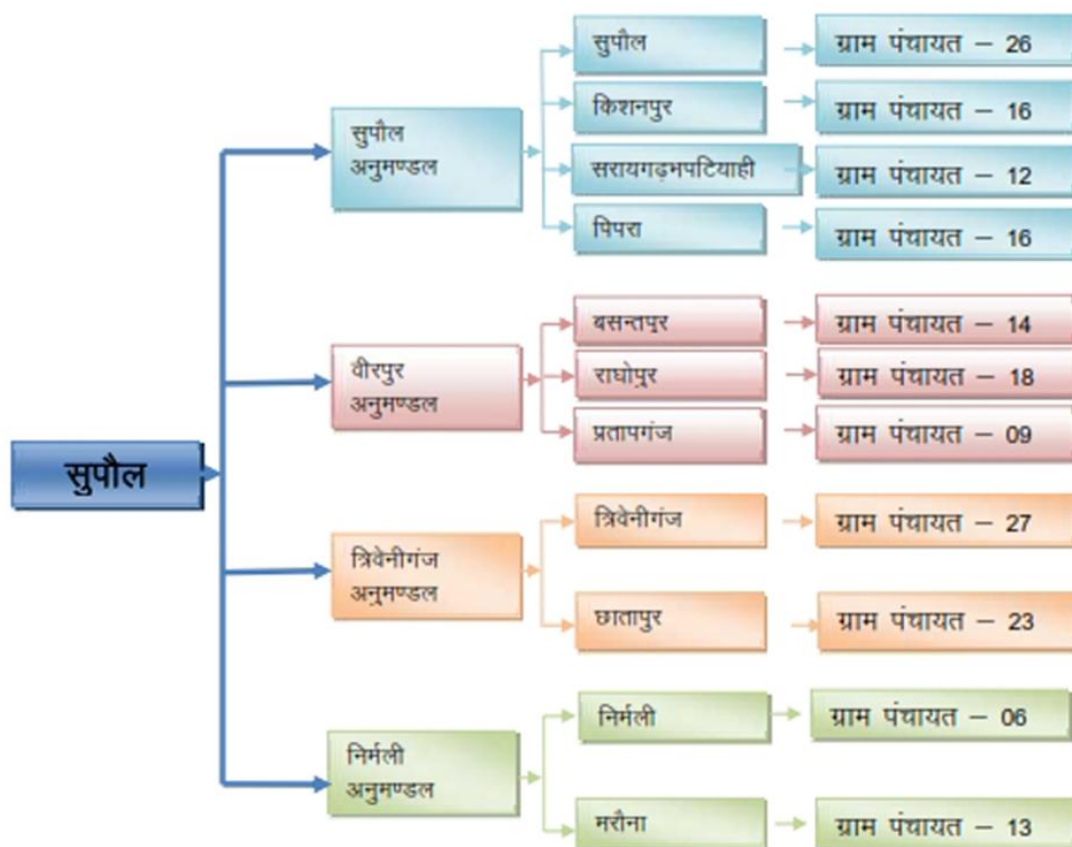 सुपौल
सुपौल
अनुमण्डल
सुपौल
ग्राम पंचायत – 26
किशनपुर
ग्राम पंचायत – 16
सरायगढ़भपटियाही
ग्राम पंचायत – 12
पिपरा
ग्राम पंचायत – 16
वीरपुर
अनुमण्डल
बसन्तपुर
ग्राम पंचायत – 14
राघोपुर
ग्राम पंचायत – 18
प्रतापगंज
ग्राम पंचायत – 09
त्रिवेनीगंज
अनुमण्डल
त्रिवेनीगंज
ग्राम पंचायत – 27
छातापुर
ग्राम पंचायत – 23
निर्मली
अनुमण्डल
निर्मली
ग्राम पंचायत – 06
मरौना
ग्राम पंचायत – 13